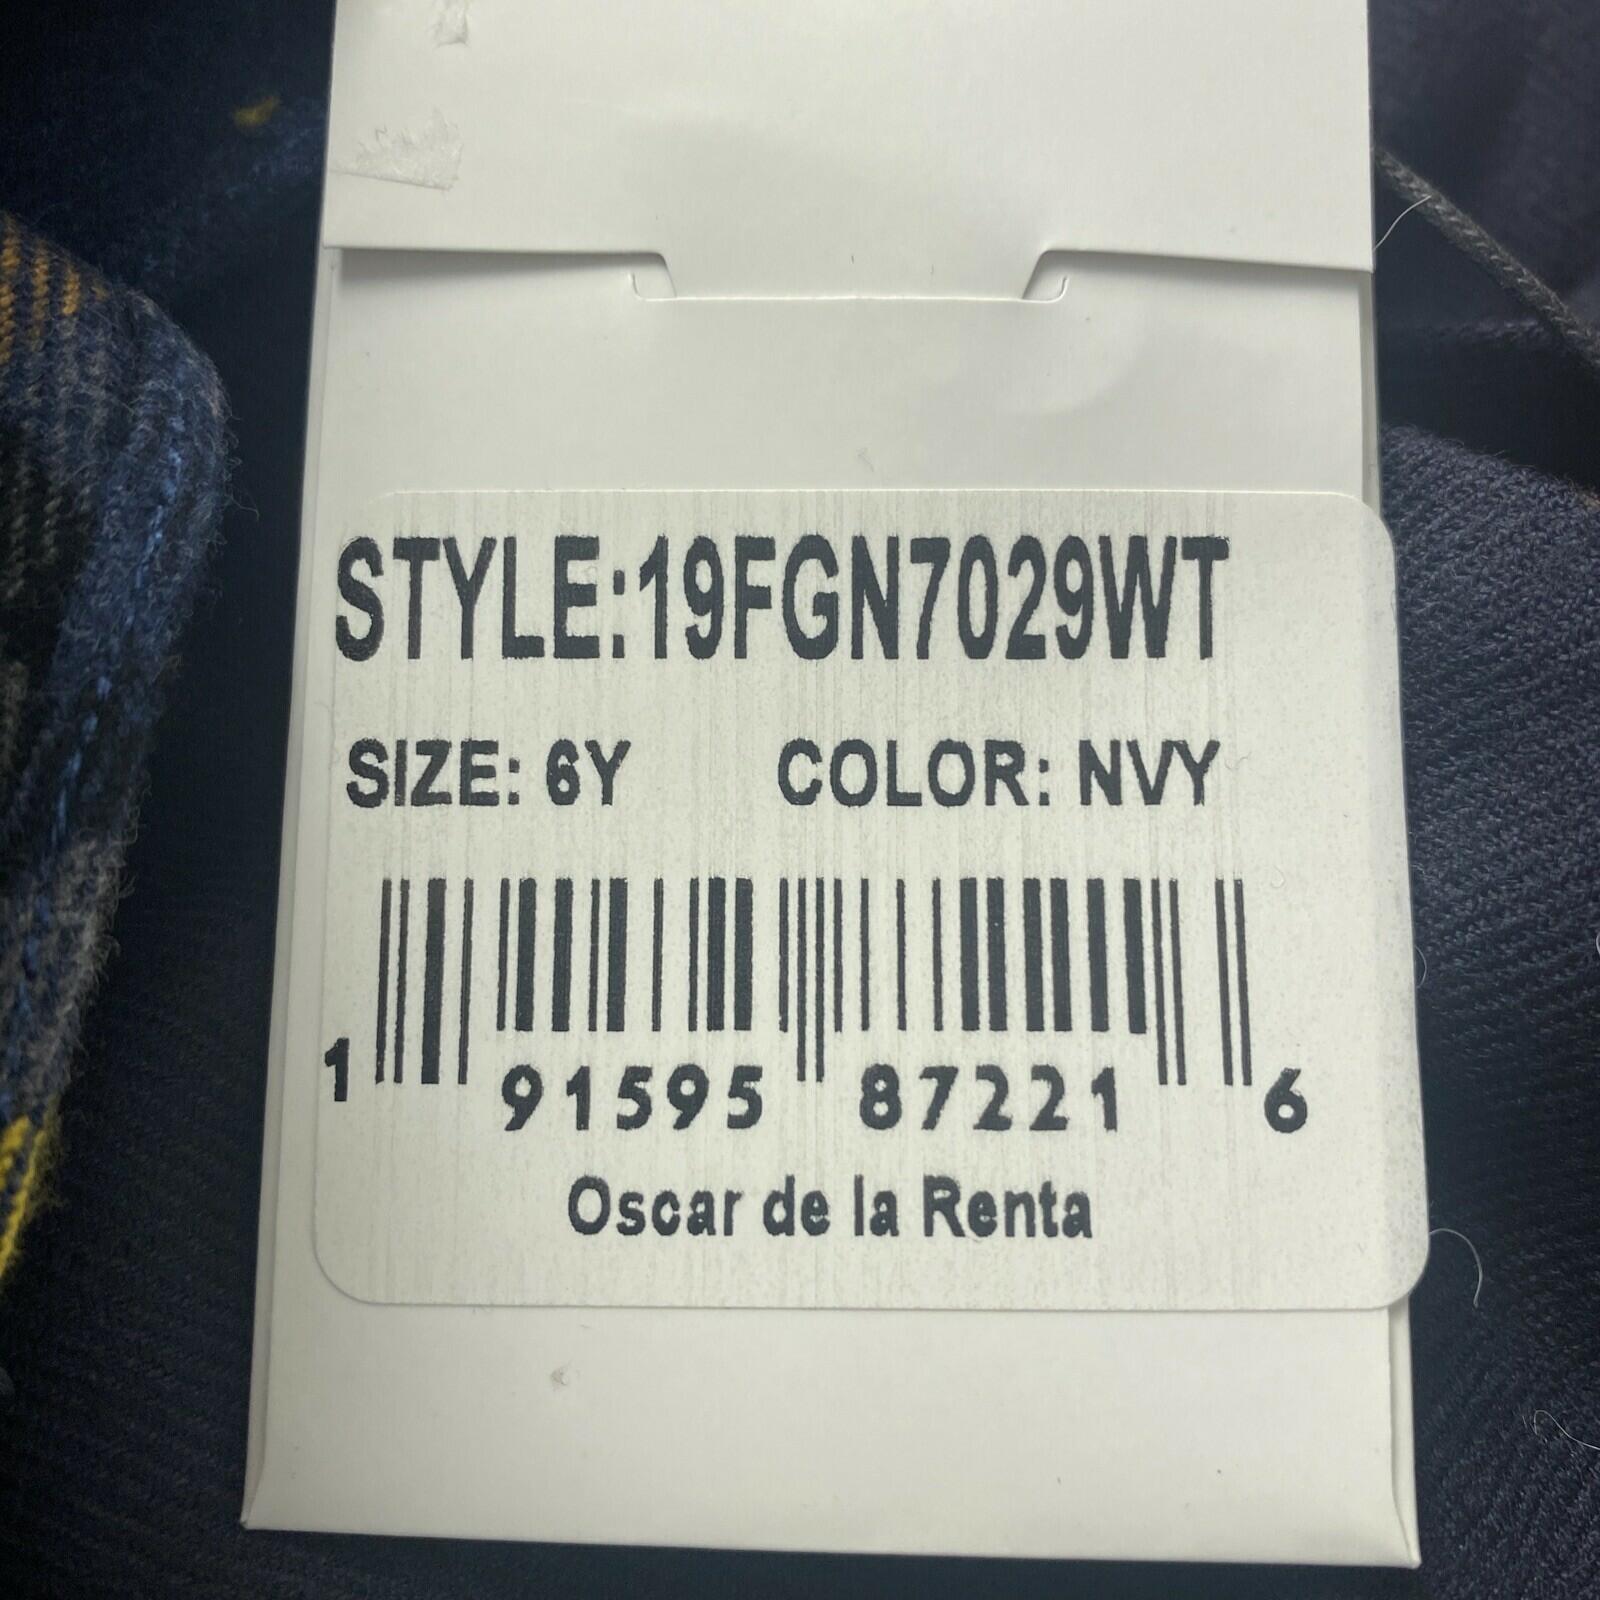 STYLE:19FGN7029WT
SIZE: 6Y COLOR: NVY
1 91595 87221 6
Oscar de la Renta